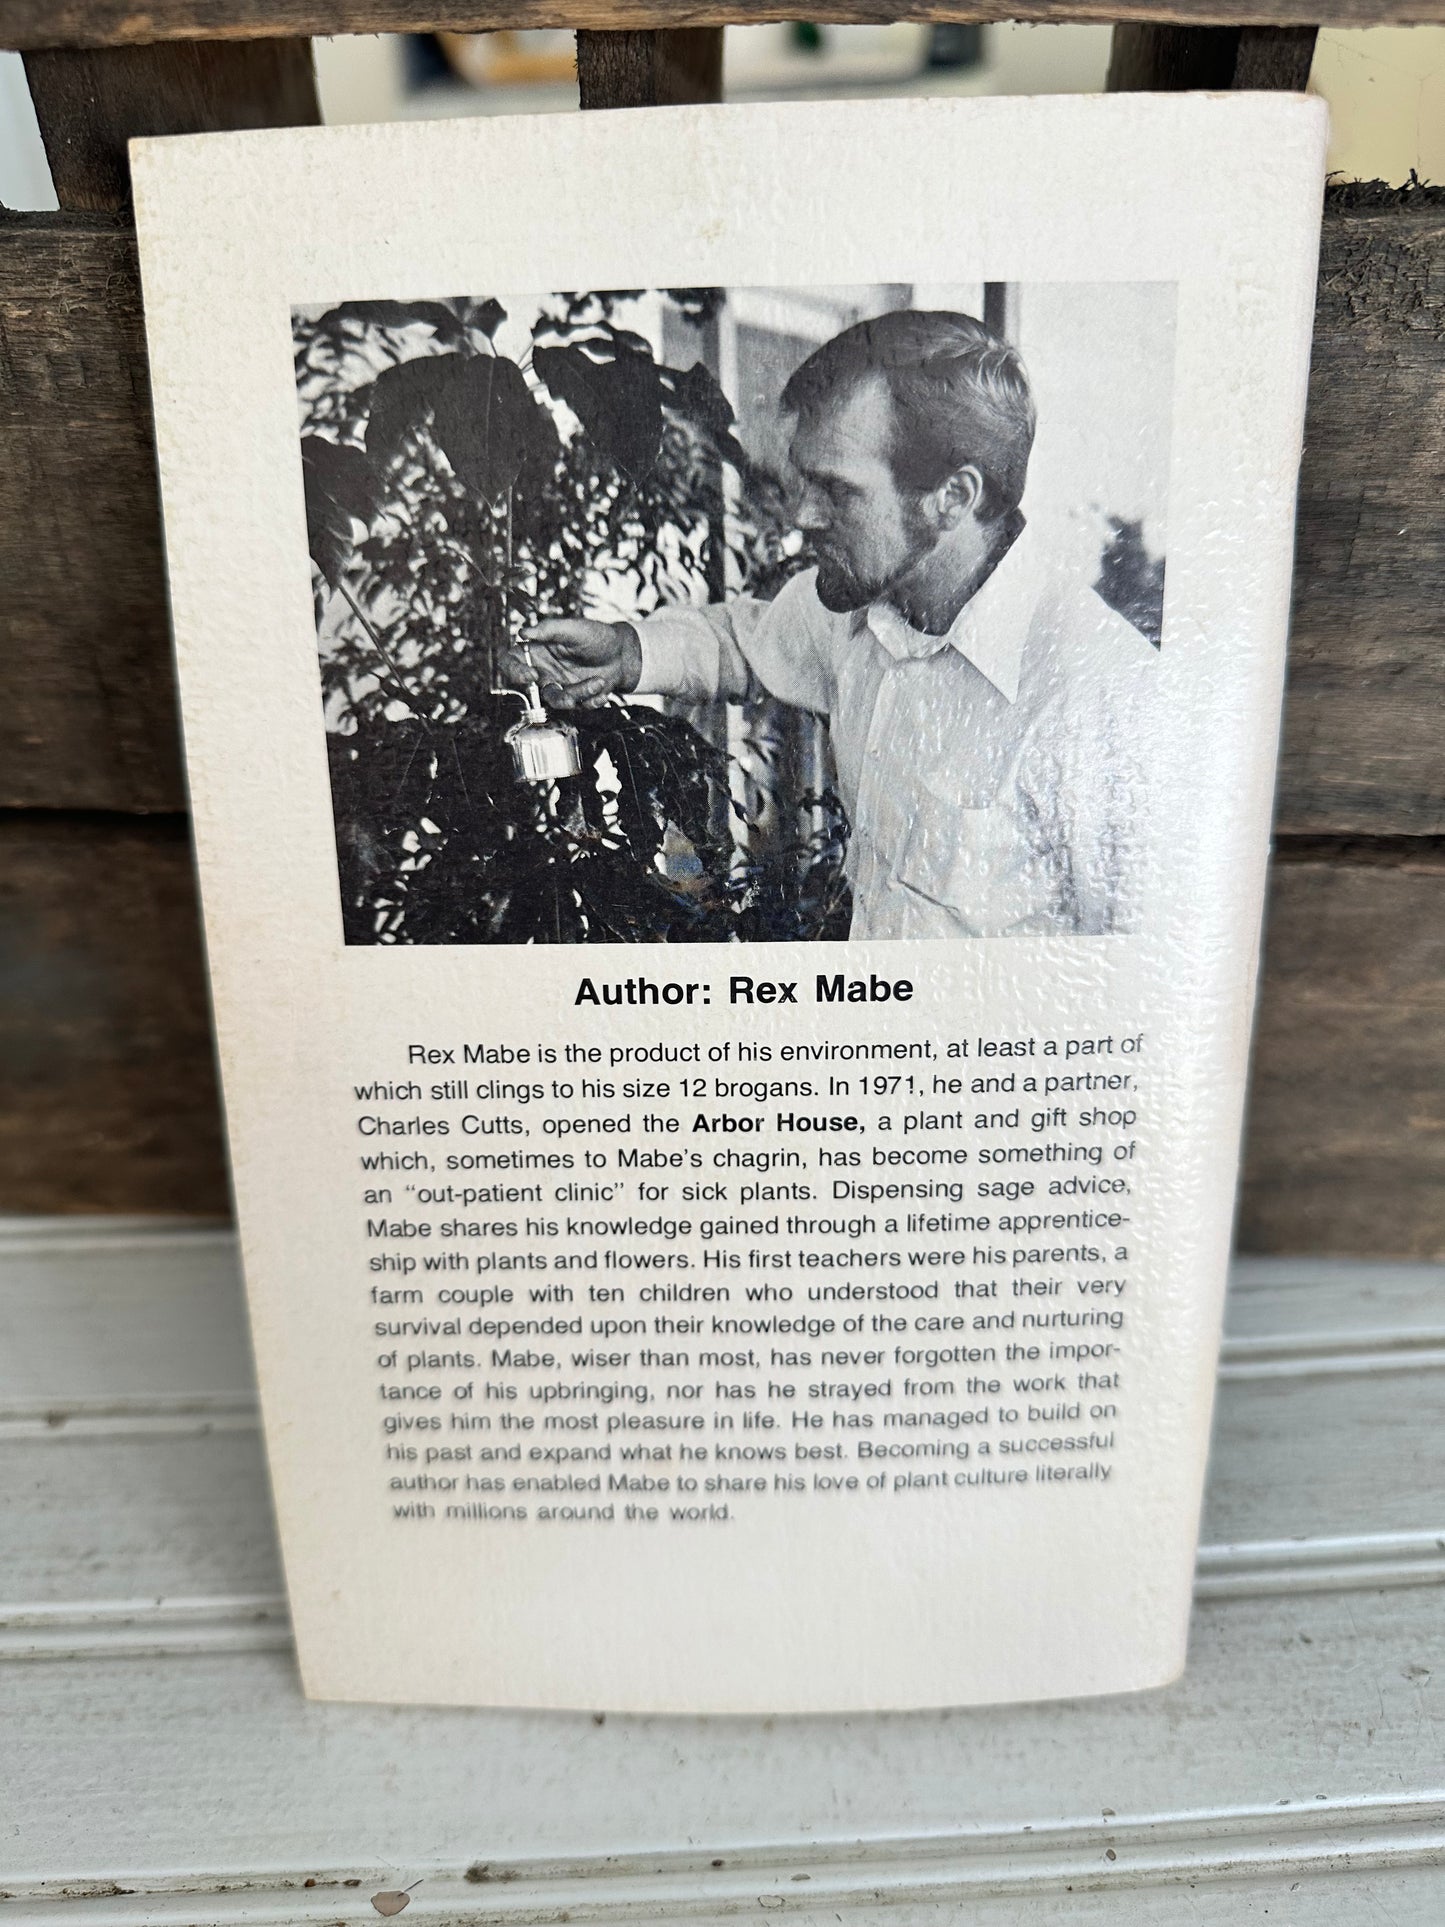 Author: Rex Mabe
Rex Mabe is the product of his environment, at least a part of
which still clings to his size 12 brogans. In 1971, he and a partner,
Charles Cutts, opened the Arbor House, a plant and gift shop
which, sometimes to Mabe's chagrin, has become something of
an “out-patient clinic” for sick plants. Dispensing sage advice,
Mabe shares his knowledge gained through a lifetime apprentice-
ship with plants and flowers. His first teachers were his parents, a
farm couple with ten children who understood that their very
survival depended upon their knowledge of the care and nurturing
of plants. Mabe, wiser than most, has never forgotten the impor-
tance of his upbringing, nor has he strayed from the work that
gives him the most pleasure in life. He has managed to build on
his past and expand what he knows best. Becoming a successful
author has enabled Mabe to share his love of plant culture literally
with millions around the world.